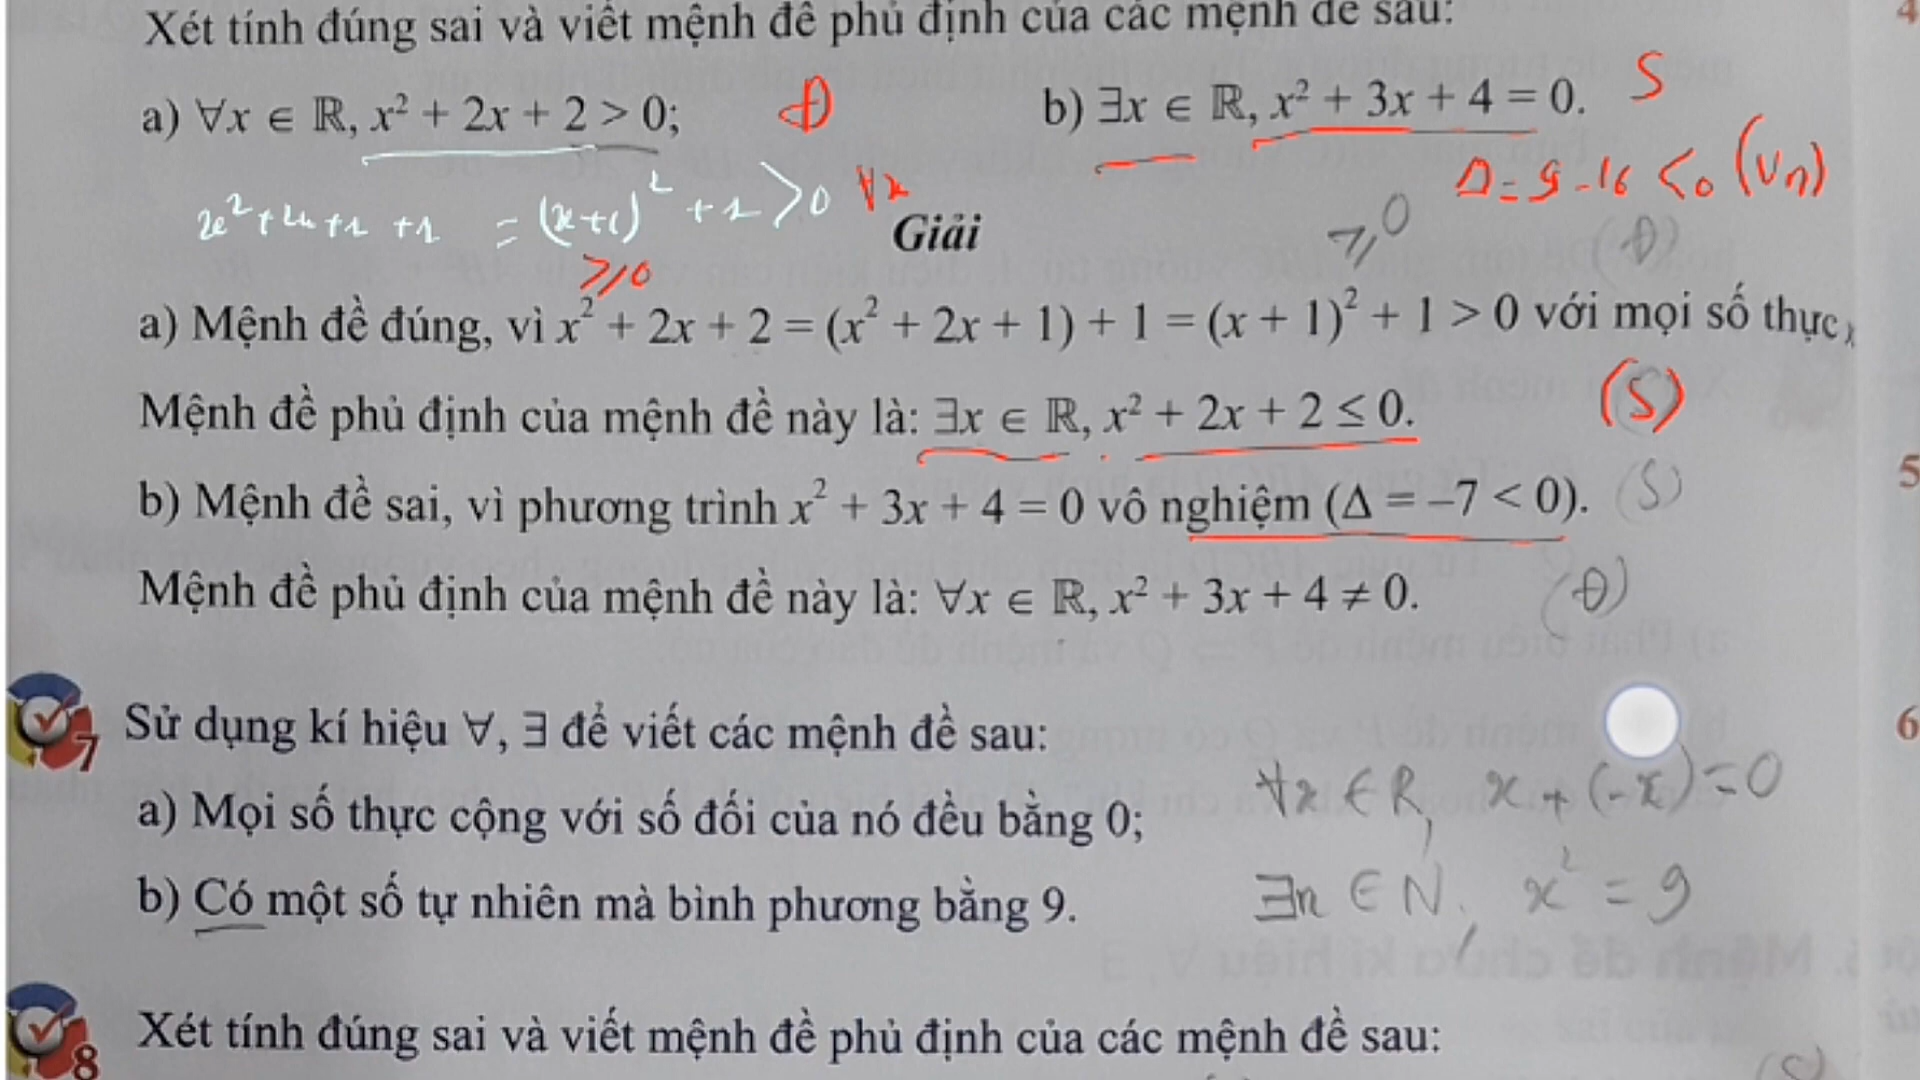 Xét tính đúng sai và viết mệnh đề phủ định của các mệnh đề sau:
a) ∀x ∈ ℝ, x² + 2x + 2 > 0; Đ
b) ∃x ∈ ℝ, x² + 3x + 4 = 0. S
Δ = 9 - 16 < 0 (Vn)
x² + 2x + 1 + 1 = (x+1)² + 1 > 0 ∀x
≥ 0
Giải
≥ 0 (Đ)
a) Mệnh đề đúng, vì x² + 2x + 2 = (x² + 2x + 1) + 1 = (x + 1)² + 1 > 0 với mọi số thực
Mệnh đề phủ định của mệnh đề này là: ∃x ∈ ℝ, x² + 2x + 2 ≤ 0. (S)
b) Mệnh đề sai, vì phương trình x² + 3x + 4 = 0 vô nghiệm (Δ = –7 < 0). (S)
Mệnh đề phủ định của mệnh đề này là: ∀x ∈ ℝ, x² + 3x + 4 ≠ 0. (Đ)
7 Sử dụng kí hiệu ∀, ∃ để viết các mệnh đề sau:
a) Mọi số thực cộng với số đối của nó đều bằng 0; ∀x ∈ R, x + (-x) = 0
b) Có một số tự nhiên mà bình phương bằng 9. ∃x ∈ N, x² = 9
8 Xét tính đúng sai và viết mệnh đề phủ định của các mệnh đề sau:
(S)
4
5
6